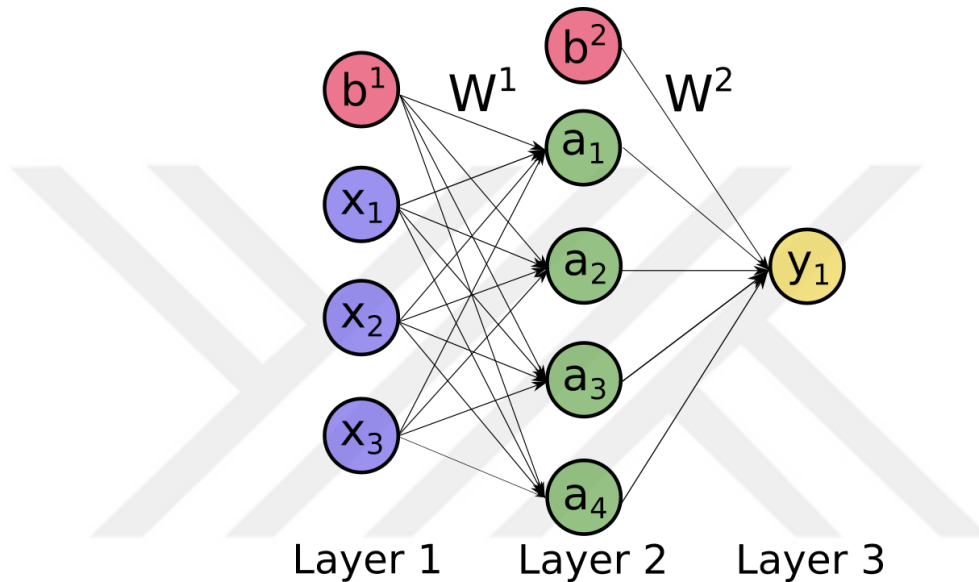 b²
b¹
W¹
W²
a₁
x₁
a₂
y₁
x₂
a₃
x₃
a₄
Layer 1
Layer 2
Layer 3